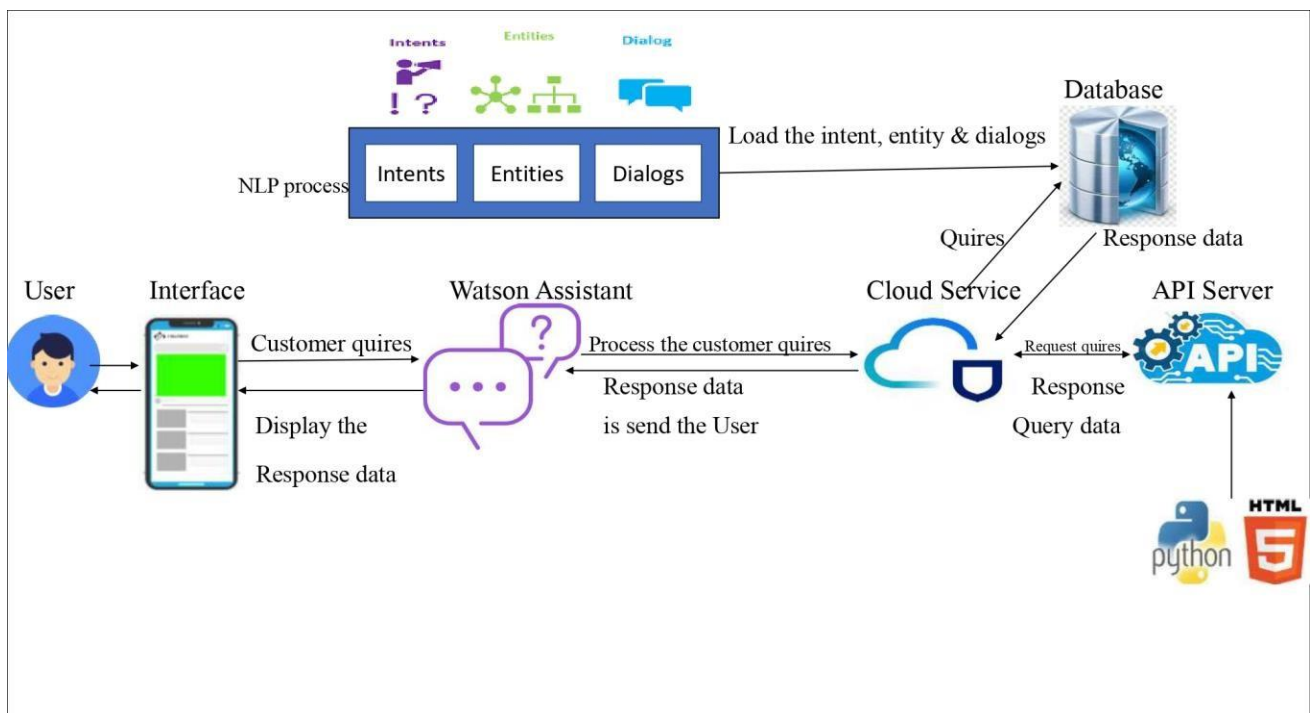 Intents
Entities
Dialog
! ?
Database
Load the intent, entity & dialogs
NLP process
Intents
Entities
Dialogs
Quires
Response data
User
Interface
Watson Assistant
Cloud Service
API Server
?
Customer quires
Process the customer quires
Request quires
API
Display the
Response data
Response data
is send the User
Response
Query data
python
HTML
5